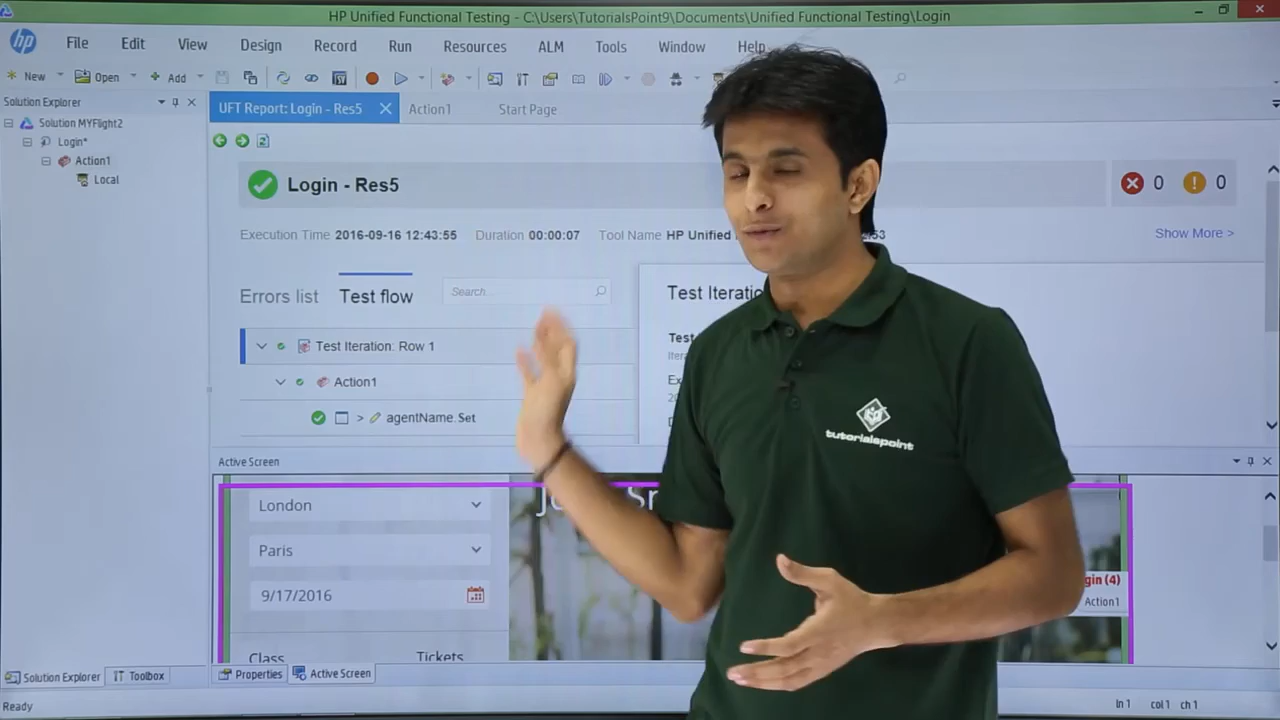 UFT
HP Unified Functional Testing - C:\Users\TutorialsPoint9\Documents\Unified Functional Testing\Login
hp File Edit View Design Record Run Resources ALM Tools Window Help
New Open Add
Solution Explorer
UFT Report: Login - Res5 Action1 Start Page
Solution MYFlight2
Login*
Action1
Local
Login - Res5 0 0
Execution Time 2016-09-16 12:43:55 Duration 00:00:07 Tool Name HP Unified
Show More >
Errors list Test flow Search...
Test Iteration: Row 1
Action1
> agentName.Set
tutorialspoint
Active Screen
London
Paris
9/17/2016
Class Tickets
gin (4)
Action1
Solution Explorer Toolbox Properties Active Screen
Ready ln 1 col 1 ch 1